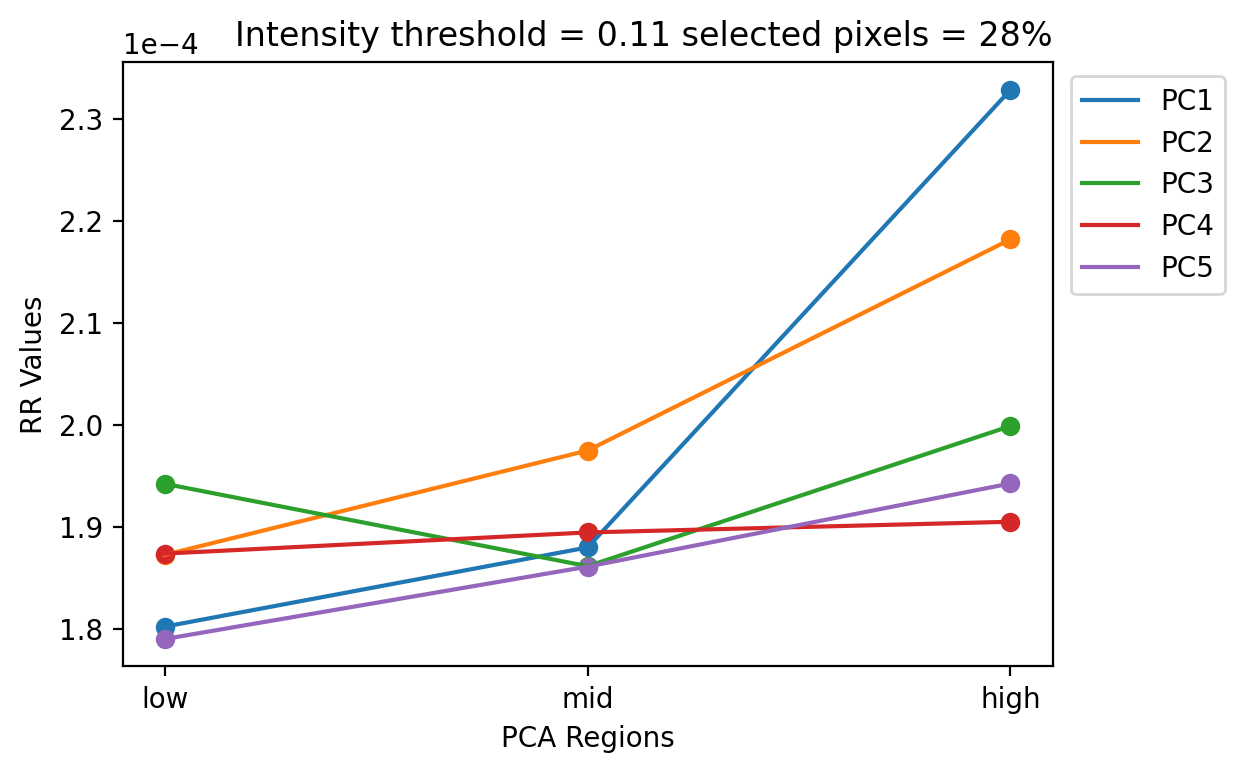 1e−4
Intensity threshold = 0.11 selected pixels = 28%
2.3
2.2
2.1
2.0
1.9
1.8
RR Values
low
mid
high
PCA Regions
PC1
PC2
PC3
PC4
PC5